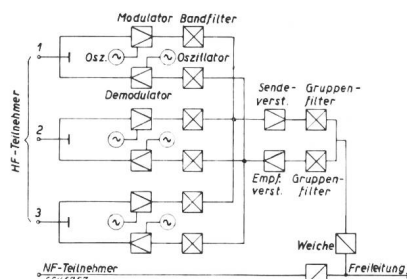 Modulator Bandfilter
1
Osz. Oszillator
Demodulator
HF-Teilnehmer
2
Sende-
verst.
Gruppen-
filter
Empf.
verst.
Gruppen-
filter
3
Weiche
NF-Teilnehmer
Freileitung